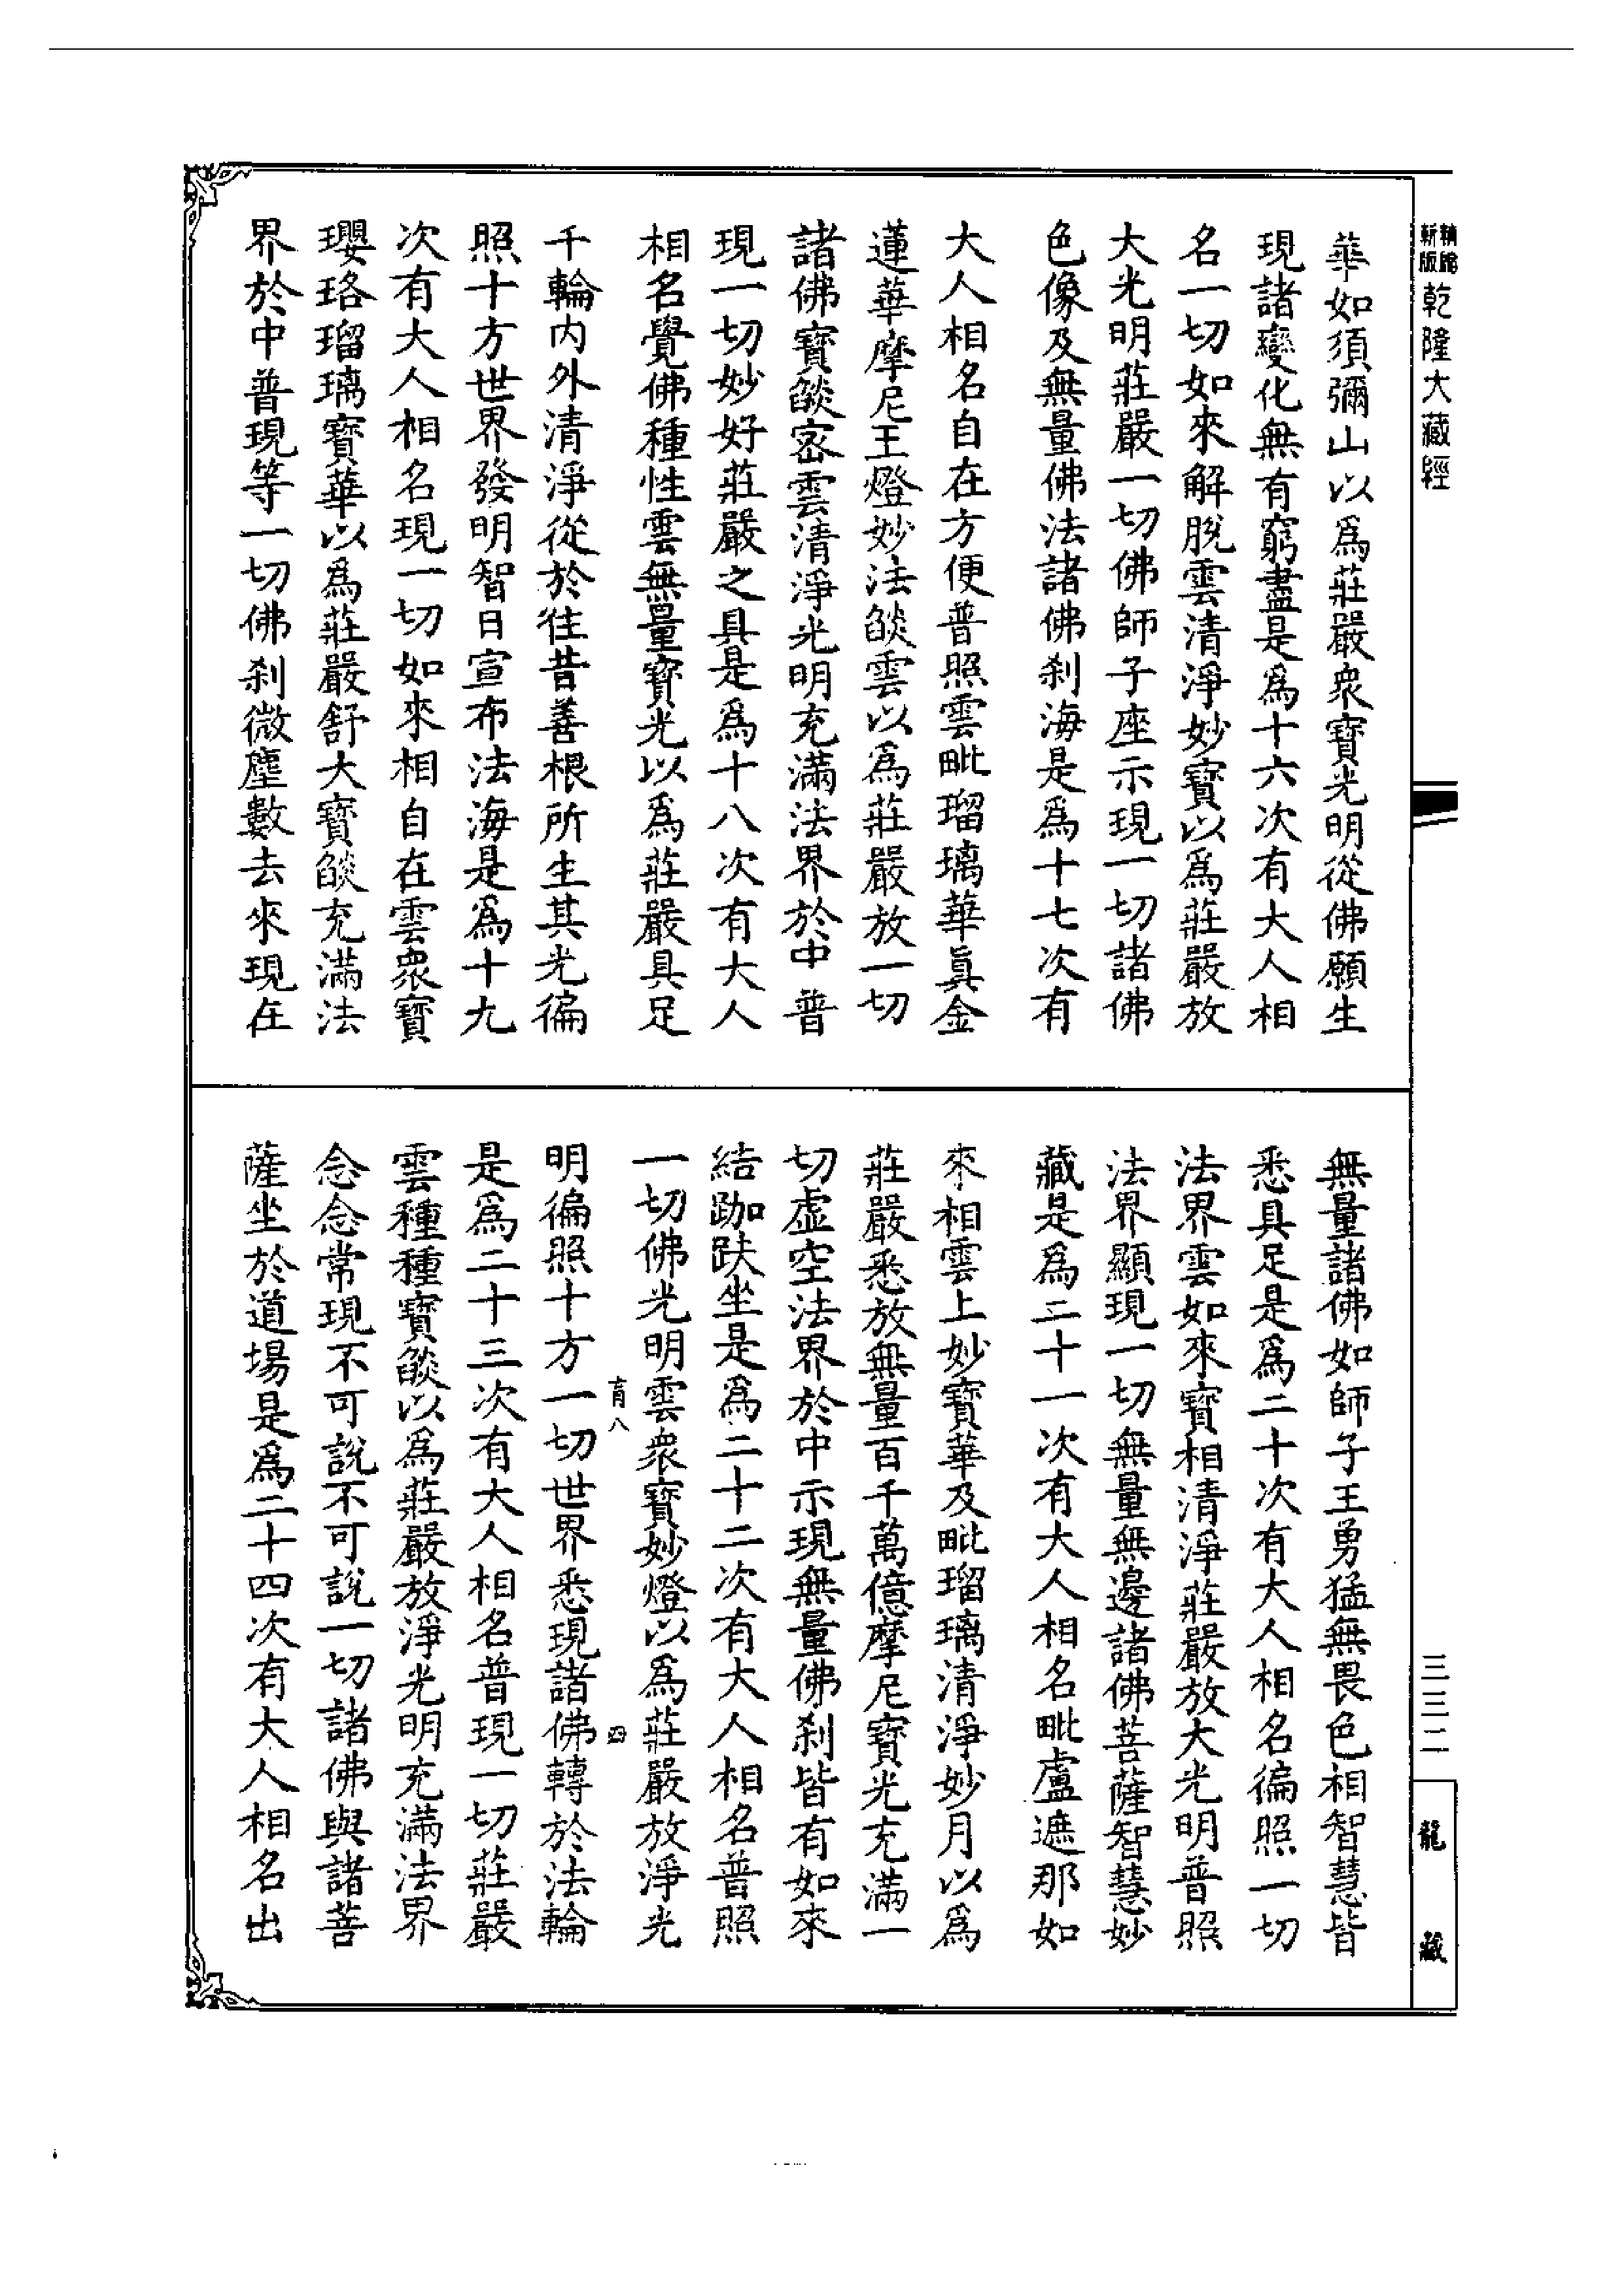 乾隆大藏經
華如須彌山以爲莊嚴衆寶光明從佛願生
現諸變化無有窮盡是爲十六次有大人相
名一切如來解脫雲清淨妙寶以爲莊嚴放
大光明莊嚴一切佛師子座示現一切諸佛
色像及無量佛法諸佛刹海是爲十七次有
大人相名自在方便普照雲毗瑠璃華眞金
蓮華摩尼王燈妙法燄雲以爲莊嚴放一切
諸佛寶燄密雲清淨光明充滿法界於中普
現一切妙好莊嚴之具是爲十八次有大人
相名覺佛種性雲無量寶光以爲莊嚴具足
千輪內外清淨從於往昔善根所生其光徧
照十方世界發明智日宣布法海是爲十九
次有大人相名現一切如來相自在雲衆寶
瓔珞瑠璃寶華以爲莊嚴舒大寶燄充滿法
界於中普現等一切佛刹微塵數去來現在
無量諸佛如師子王勇猛無畏色相智慧皆
悉具足是爲二十次有大人相名徧照一切
法界雲如來寶相清淨莊嚴放大光明普照
法界顯現一切無量無邊諸佛菩薩智慧妙
藏是爲二十一次有大人相名毗盧遮那如
來相雲上妙寶華及毗瑠璃清淨妙月以爲
莊嚴悉放無量百千萬億摩尼寶光充滿一
切虛空法界於中示現無量佛刹皆有如來
結跏趺坐是爲二十二次有大人相名普照
一切佛光明雲衆寶妙燈以爲莊嚴放淨光
育八 四
明徧照十方一切世界悉現諸佛轉於法輪
是爲二十三次有大人相名普現一切莊嚴
雲種種寶燄以爲莊嚴放淨光明充滿法界
念念常現不可說不可說一切諸佛與諸菩
薩坐於道場是爲二十四次有大人相名出
三三二
龍藏